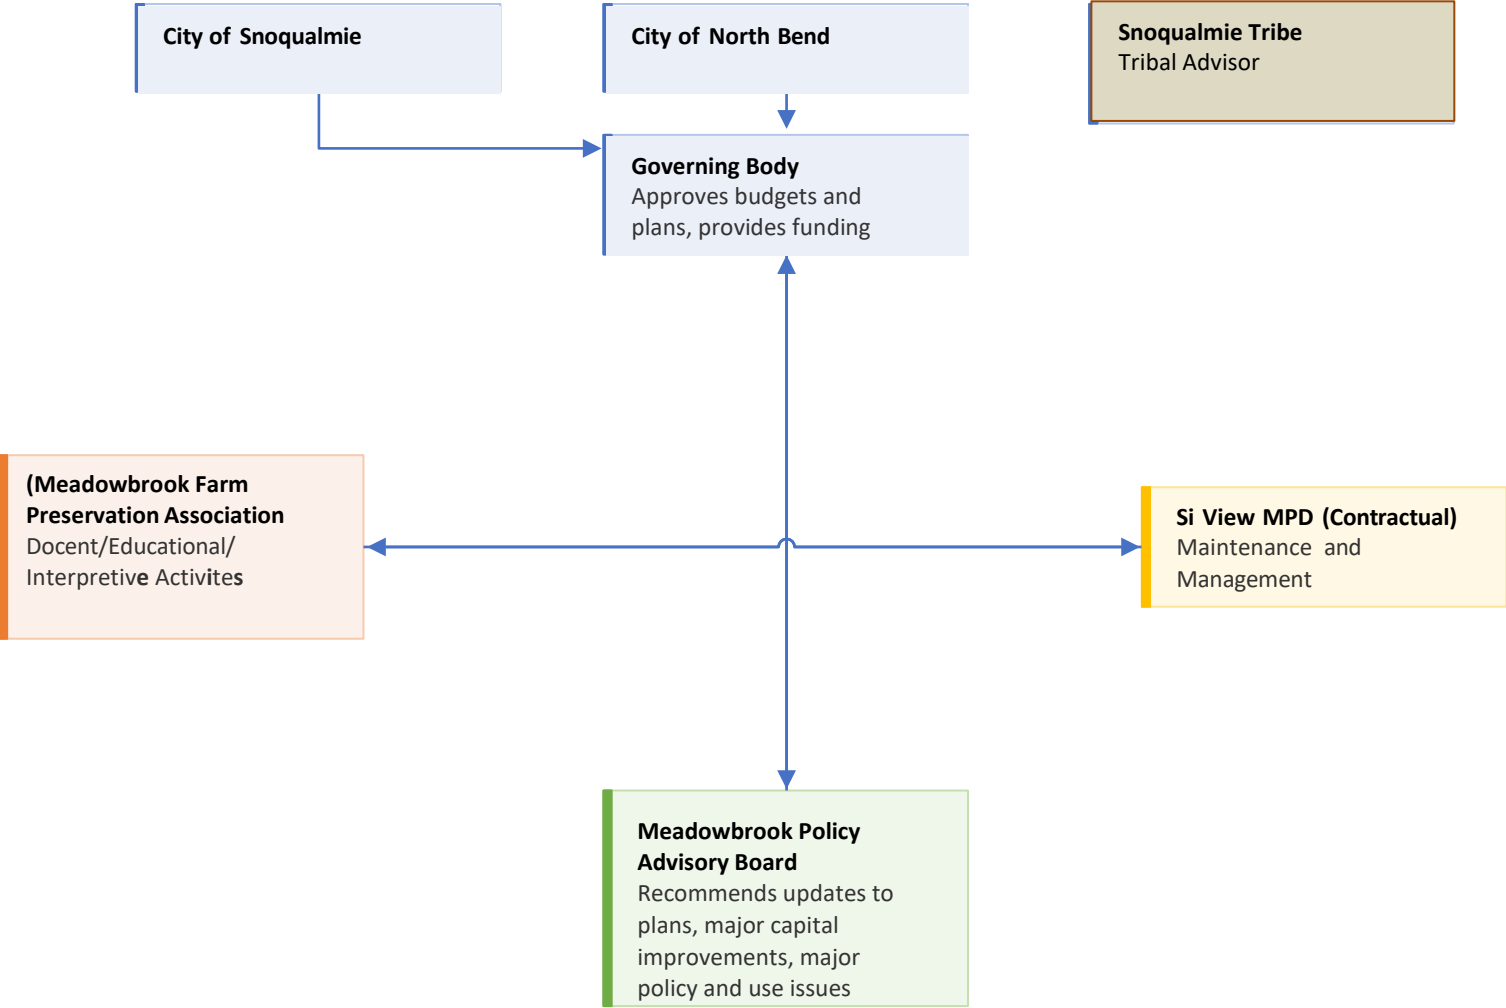 City of Snoqualmie
City of North Bend
Snoqualmie Tribe
Tribal Advisor
Governing Body
Approves budgets and
plans, provides funding
(Meadowbrook Farm
Preservation Association
Docent/Educational/
Interpretive Activites
Si View MPD (Contractual)
Maintenance and
Management
Meadowbrook Policy
Advisory Board
Recommends updates to
plans, major capital
improvements, major
policy and use issues